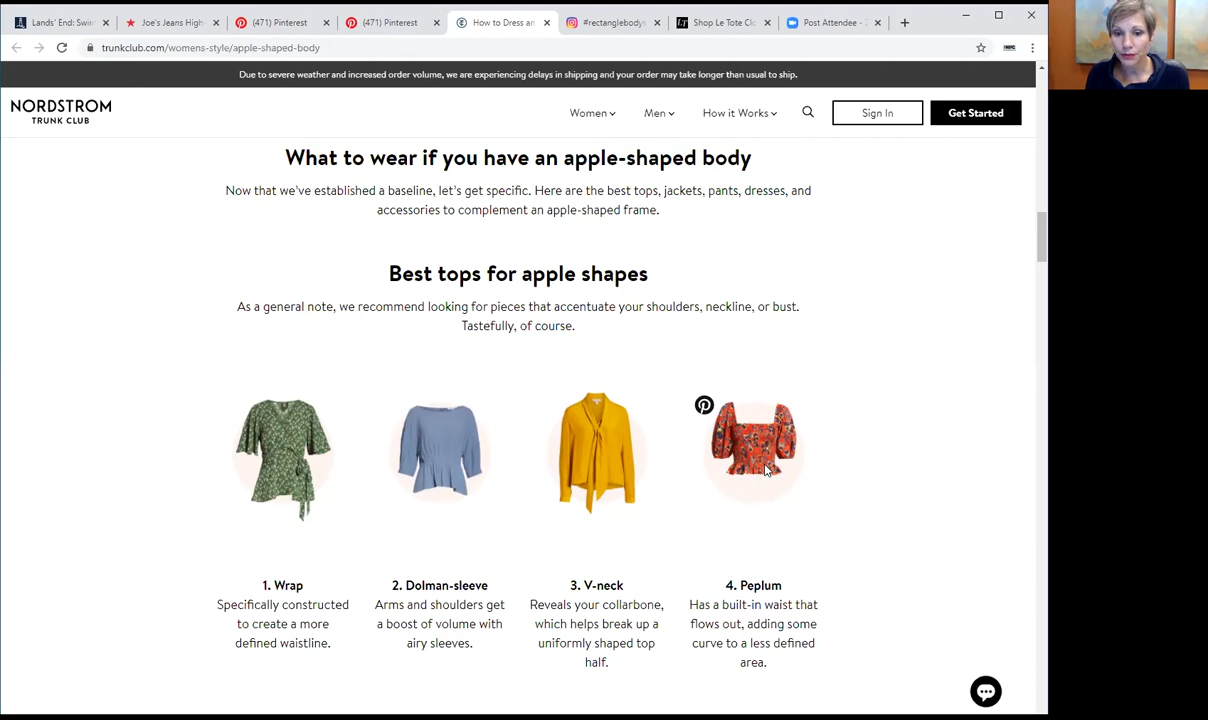 Lands' End: Swim
Joe's Jeans High-
(471) Pinterest
(471) Pinterest
How to Dress an
#rectanglebodys
Shop Le Tote Clo
Post Attendee - Z
trunkclub.com/womens-style/apple-shaped-body
Due to severe weather and increased order volume, we are experiencing delays in shipping and your order may take longer than usual to ship.
NORDSTROM
TRUNK CLUB
Women
Men
How it Works
Sign In
Get Started
What to wear if you have an apple-shaped body
Now that we've established a baseline, let's get specific. Here are the best tops, jackets, pants, dresses, and
accessories to complement an apple-shaped frame.
Best tops for apple shapes
As a general note, we recommend looking for pieces that accentuate your shoulders, neckline, or bust.
Tastefully, of course.
1. Wrap
Specifically constructed
to create a more
defined waistline.
2. Dolman-sleeve
Arms and shoulders get
a boost of volume with
airy sleeves.
3. V-neck
Reveals your collarbone,
which helps break up a
uniformly shaped top
half.
4. Peplum
Has a built-in waist that
flows out, adding some
curve to a less defined
area.